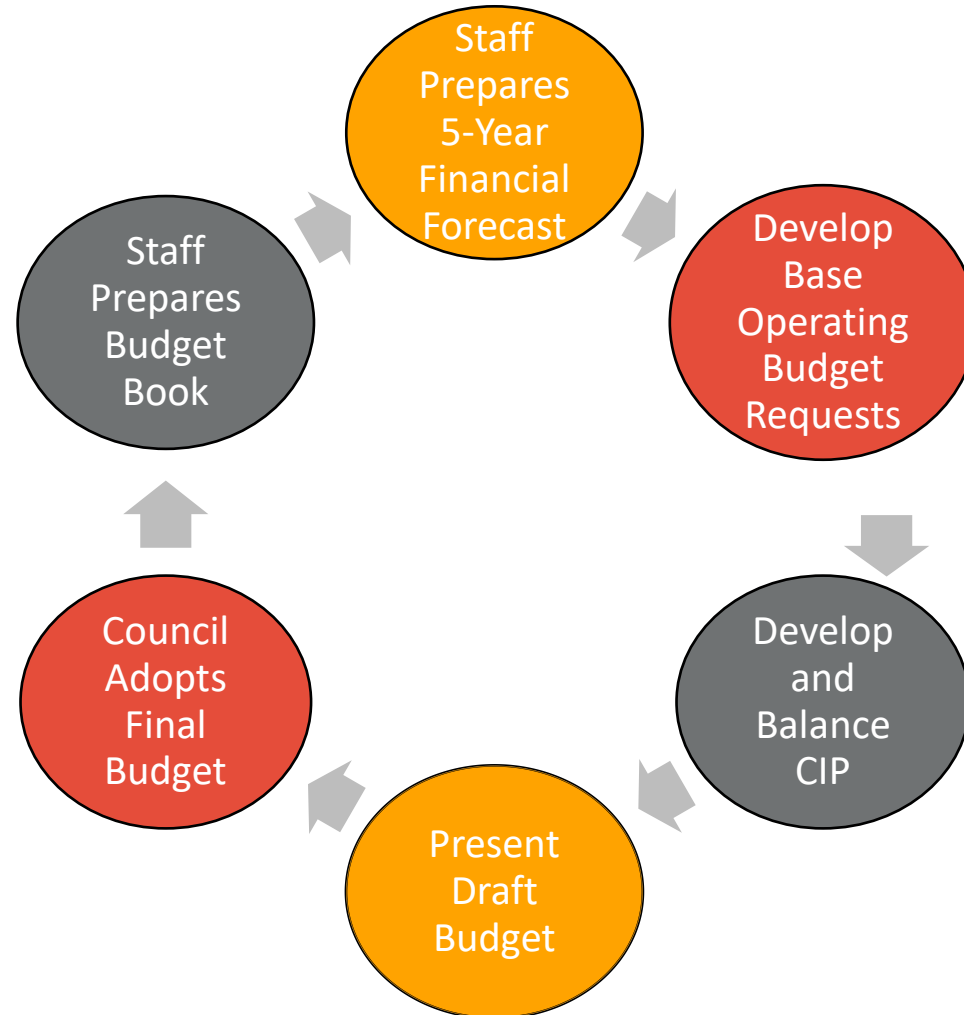 Staff
Prepares
5-Year
Financial
Forecast
Develop
Base
Operating
Budget
Requests
Develop
and
Balance
CIP
Present
Draft
Budget
Council
Adopts
Final
Budget
Staff
Prepares
Budget
Book